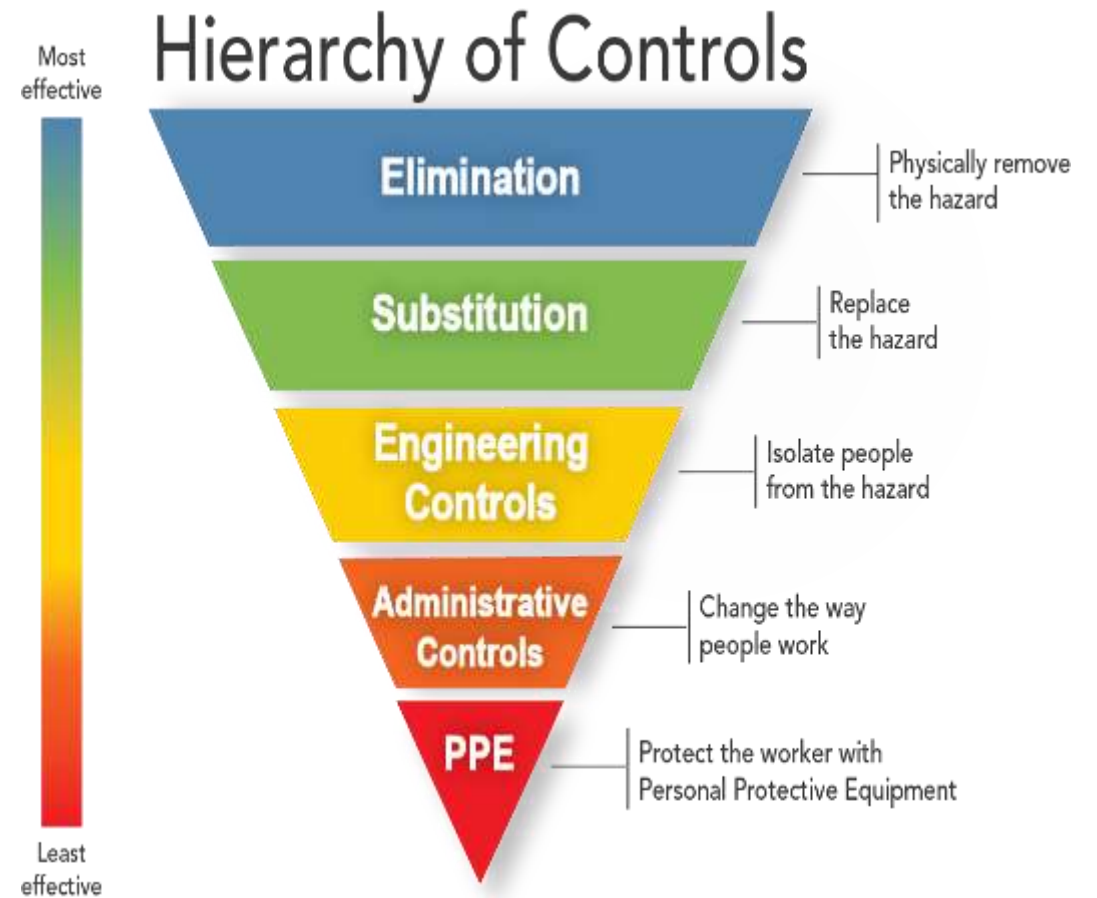 Hierarchy of Controls
Most
effective
Elimination
Physically remove
the hazard
Substitution
Replace
the hazard
Engineering
Controls
Isolate people
from the hazard
Administrative
Controls
Change the way
people work
PPE
Protect the worker with
Personal Protective Equipment
Least
effective